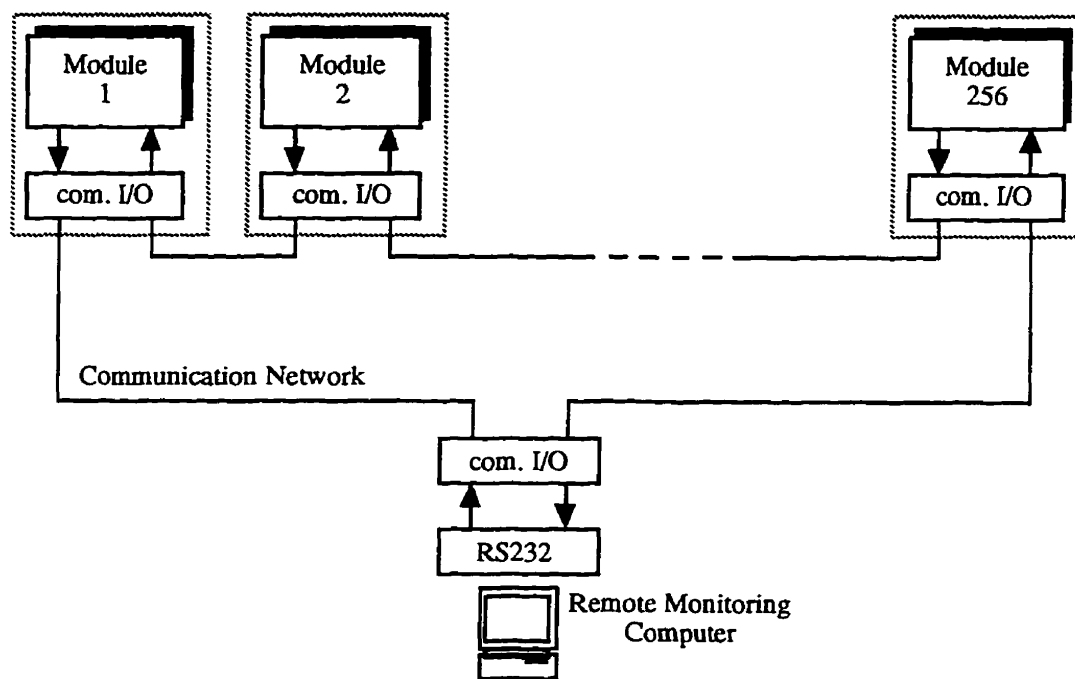 Module
1
Module
2
Module
256
com. I/O
com. I/O
com. I/O
Communication Network
com. I/O
RS232
Remote Monitoring
Computer